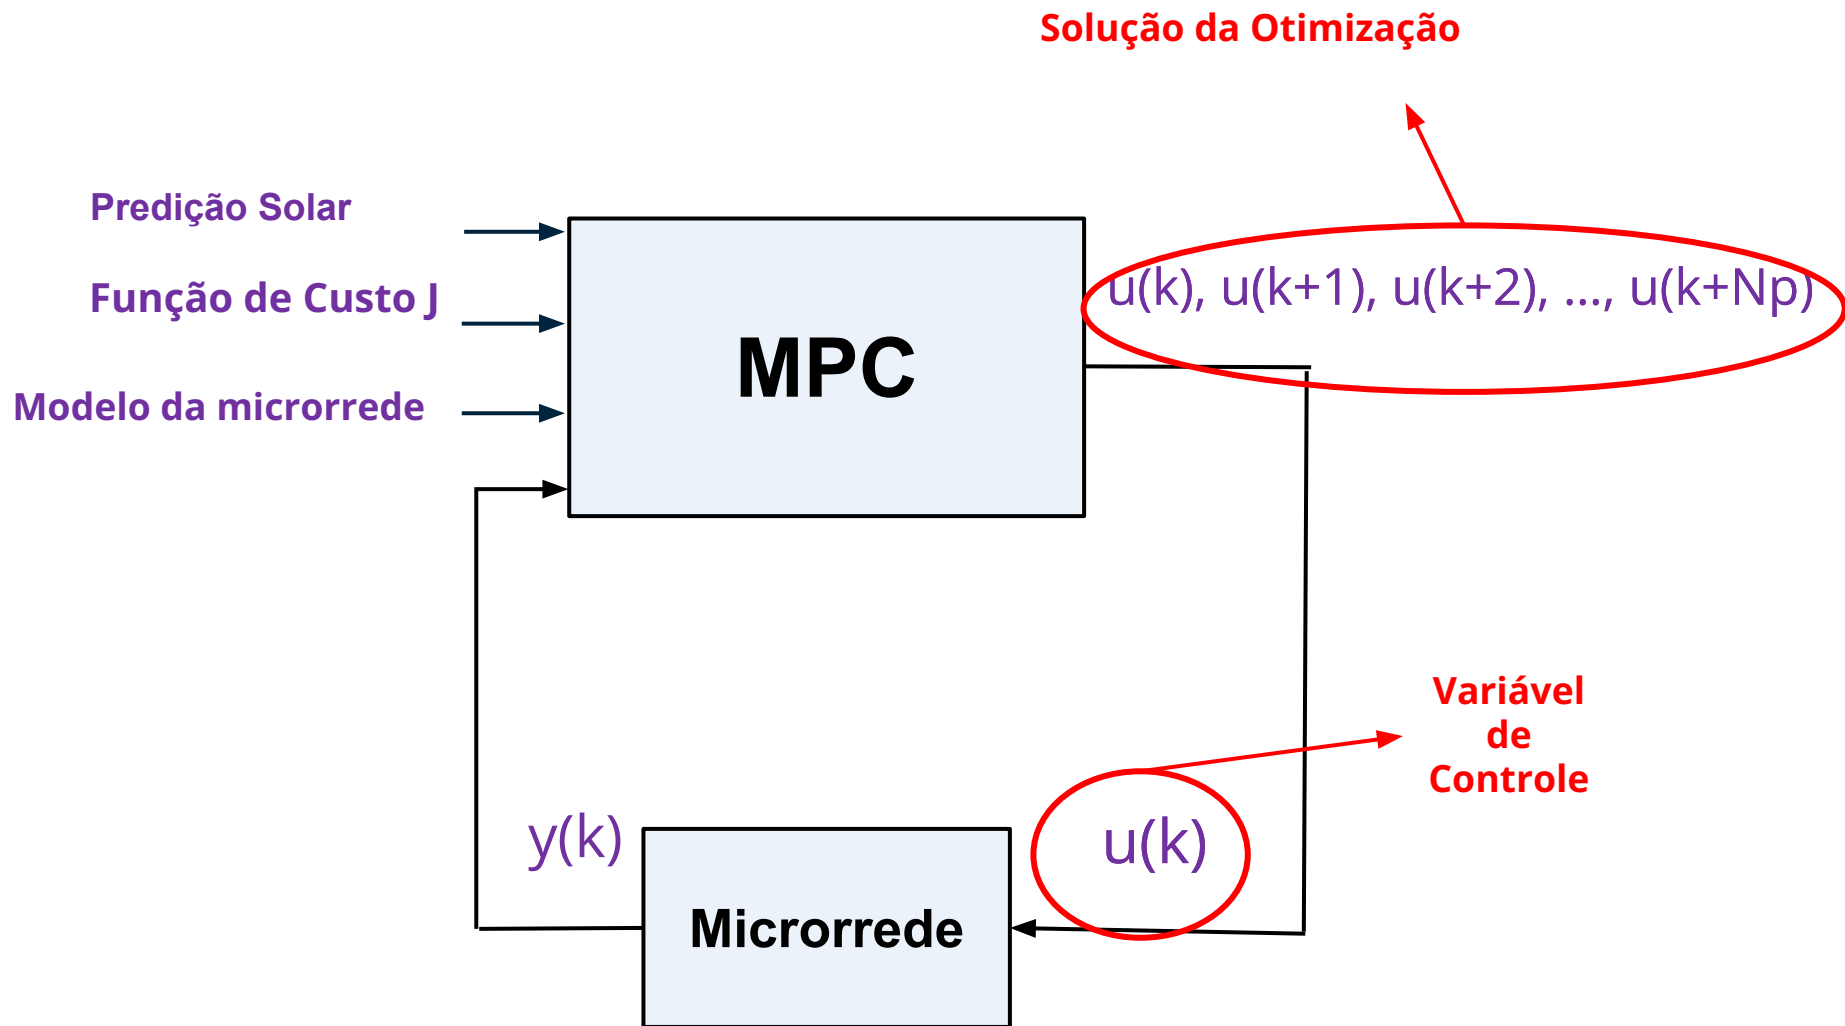 Solução da Otimização
Predição Solar
Função de Custo J
Modelo da microrrede
MPC
u(k), u(k+1), u(k+2), ..., u(k+Np)
Variável
de
Controle
y(k)
u(k)
Microrrede